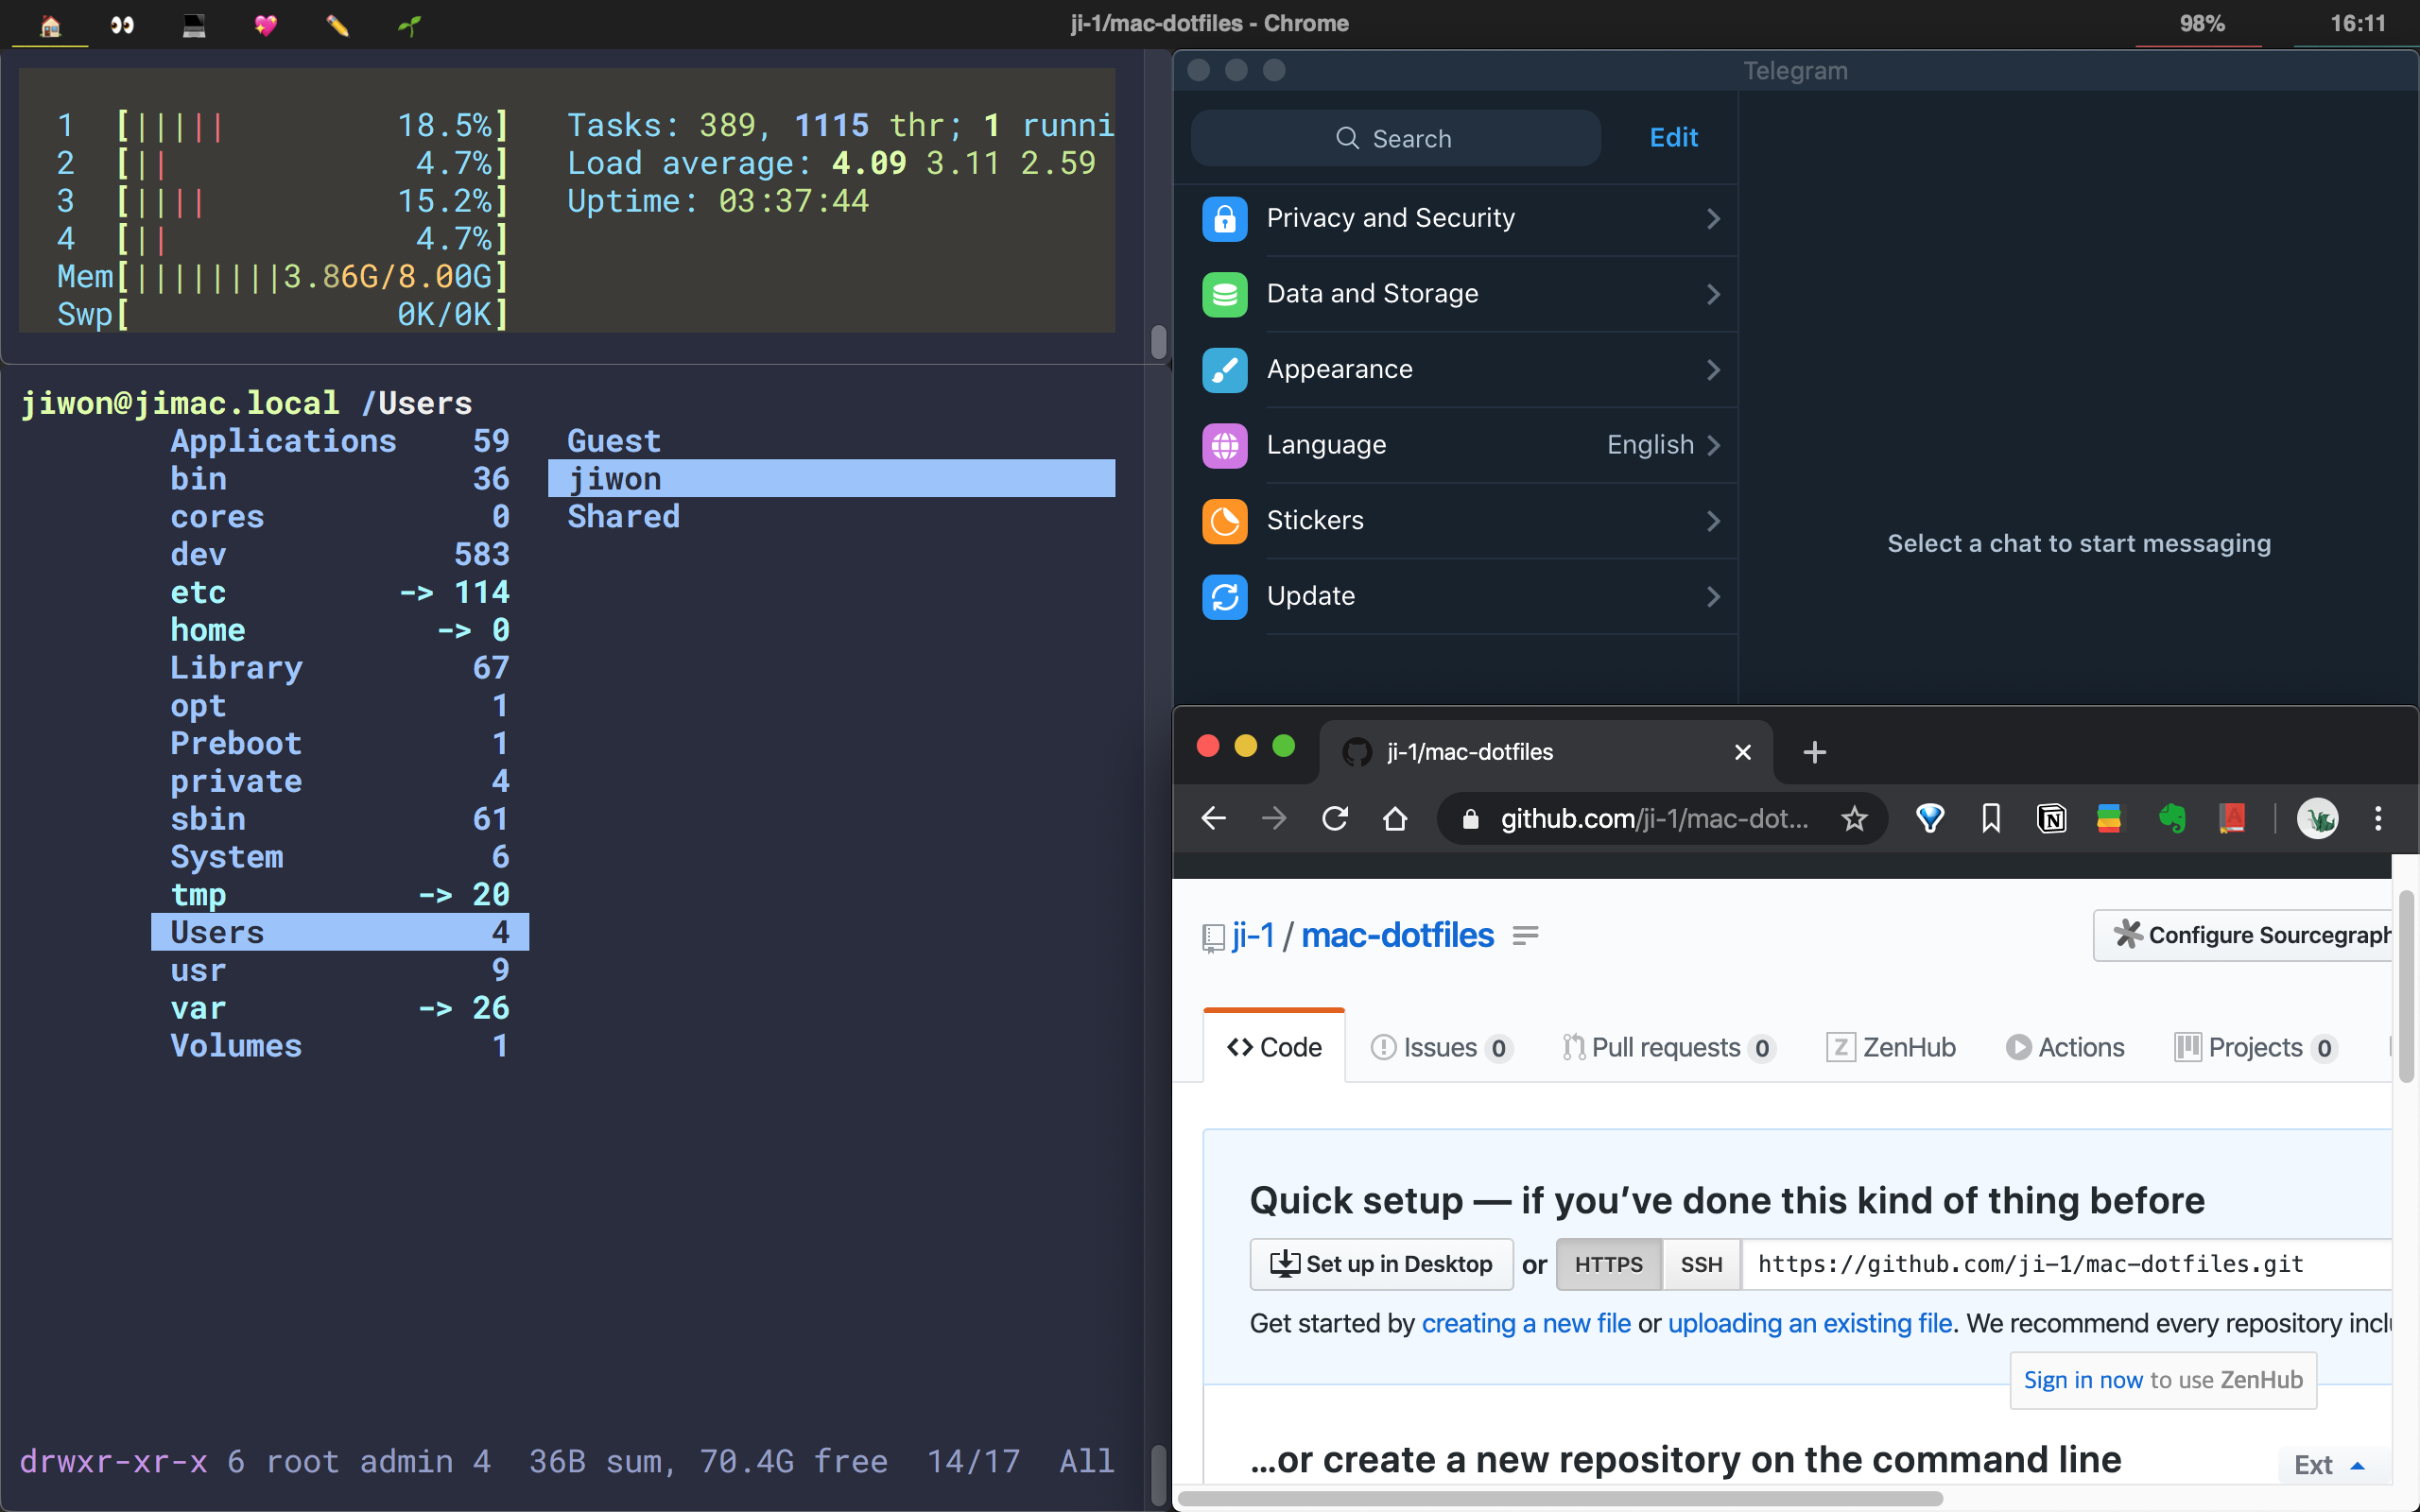 ji-1/mac-dotfiles - Chrome
98%
16:11
1 [||||| 18.5%] Tasks: 389, 1115 thr; 1 runni
2 [||| 4.7%] Load average: 4.09 3.11 2.59
3 [|||| 15.2%] Uptime: 03:37:44
4 [|| 4.7%]
Mem[||||||||3.86G/8.00G]
Swp[ 0K/0K]
jiwon@jimac.local /Users
Applications 59 Guest
bin 36 jiwon
cores 0 Shared
dev 583
etc -> 114
home -> 0
Library 67
opt 1
Preboot 1
private 4
sbin 61
System 6
tmp -> 20
Users 4
usr 9
var -> 26
Volumes 1
drwxr-xr-x 6 root admin 4 36B sum, 70.4G free 14/17 All
Telegram
Search
Edit
Privacy and Security
Data and Storage
Appearance
Language English
Stickers
Update
Select a chat to start messaging
ji-1/mac-dotfiles
github.com/ji-1/mac-dot...
ji-1 / mac-dotfiles
Configure Sourcegraph
Code
Issues 0
Pull requests 0
ZenHub
Actions
Projects 0
Quick setup — if you’ve done this kind of thing before
Set up in Desktop or HTTPS SSH https://github.com/ji-1/mac-dotfiles.git
Get started by creating a new file or uploading an existing file. We recommend every repository inclu
Sign in now to use ZenHub
…or create a new repository on the command line
Ext